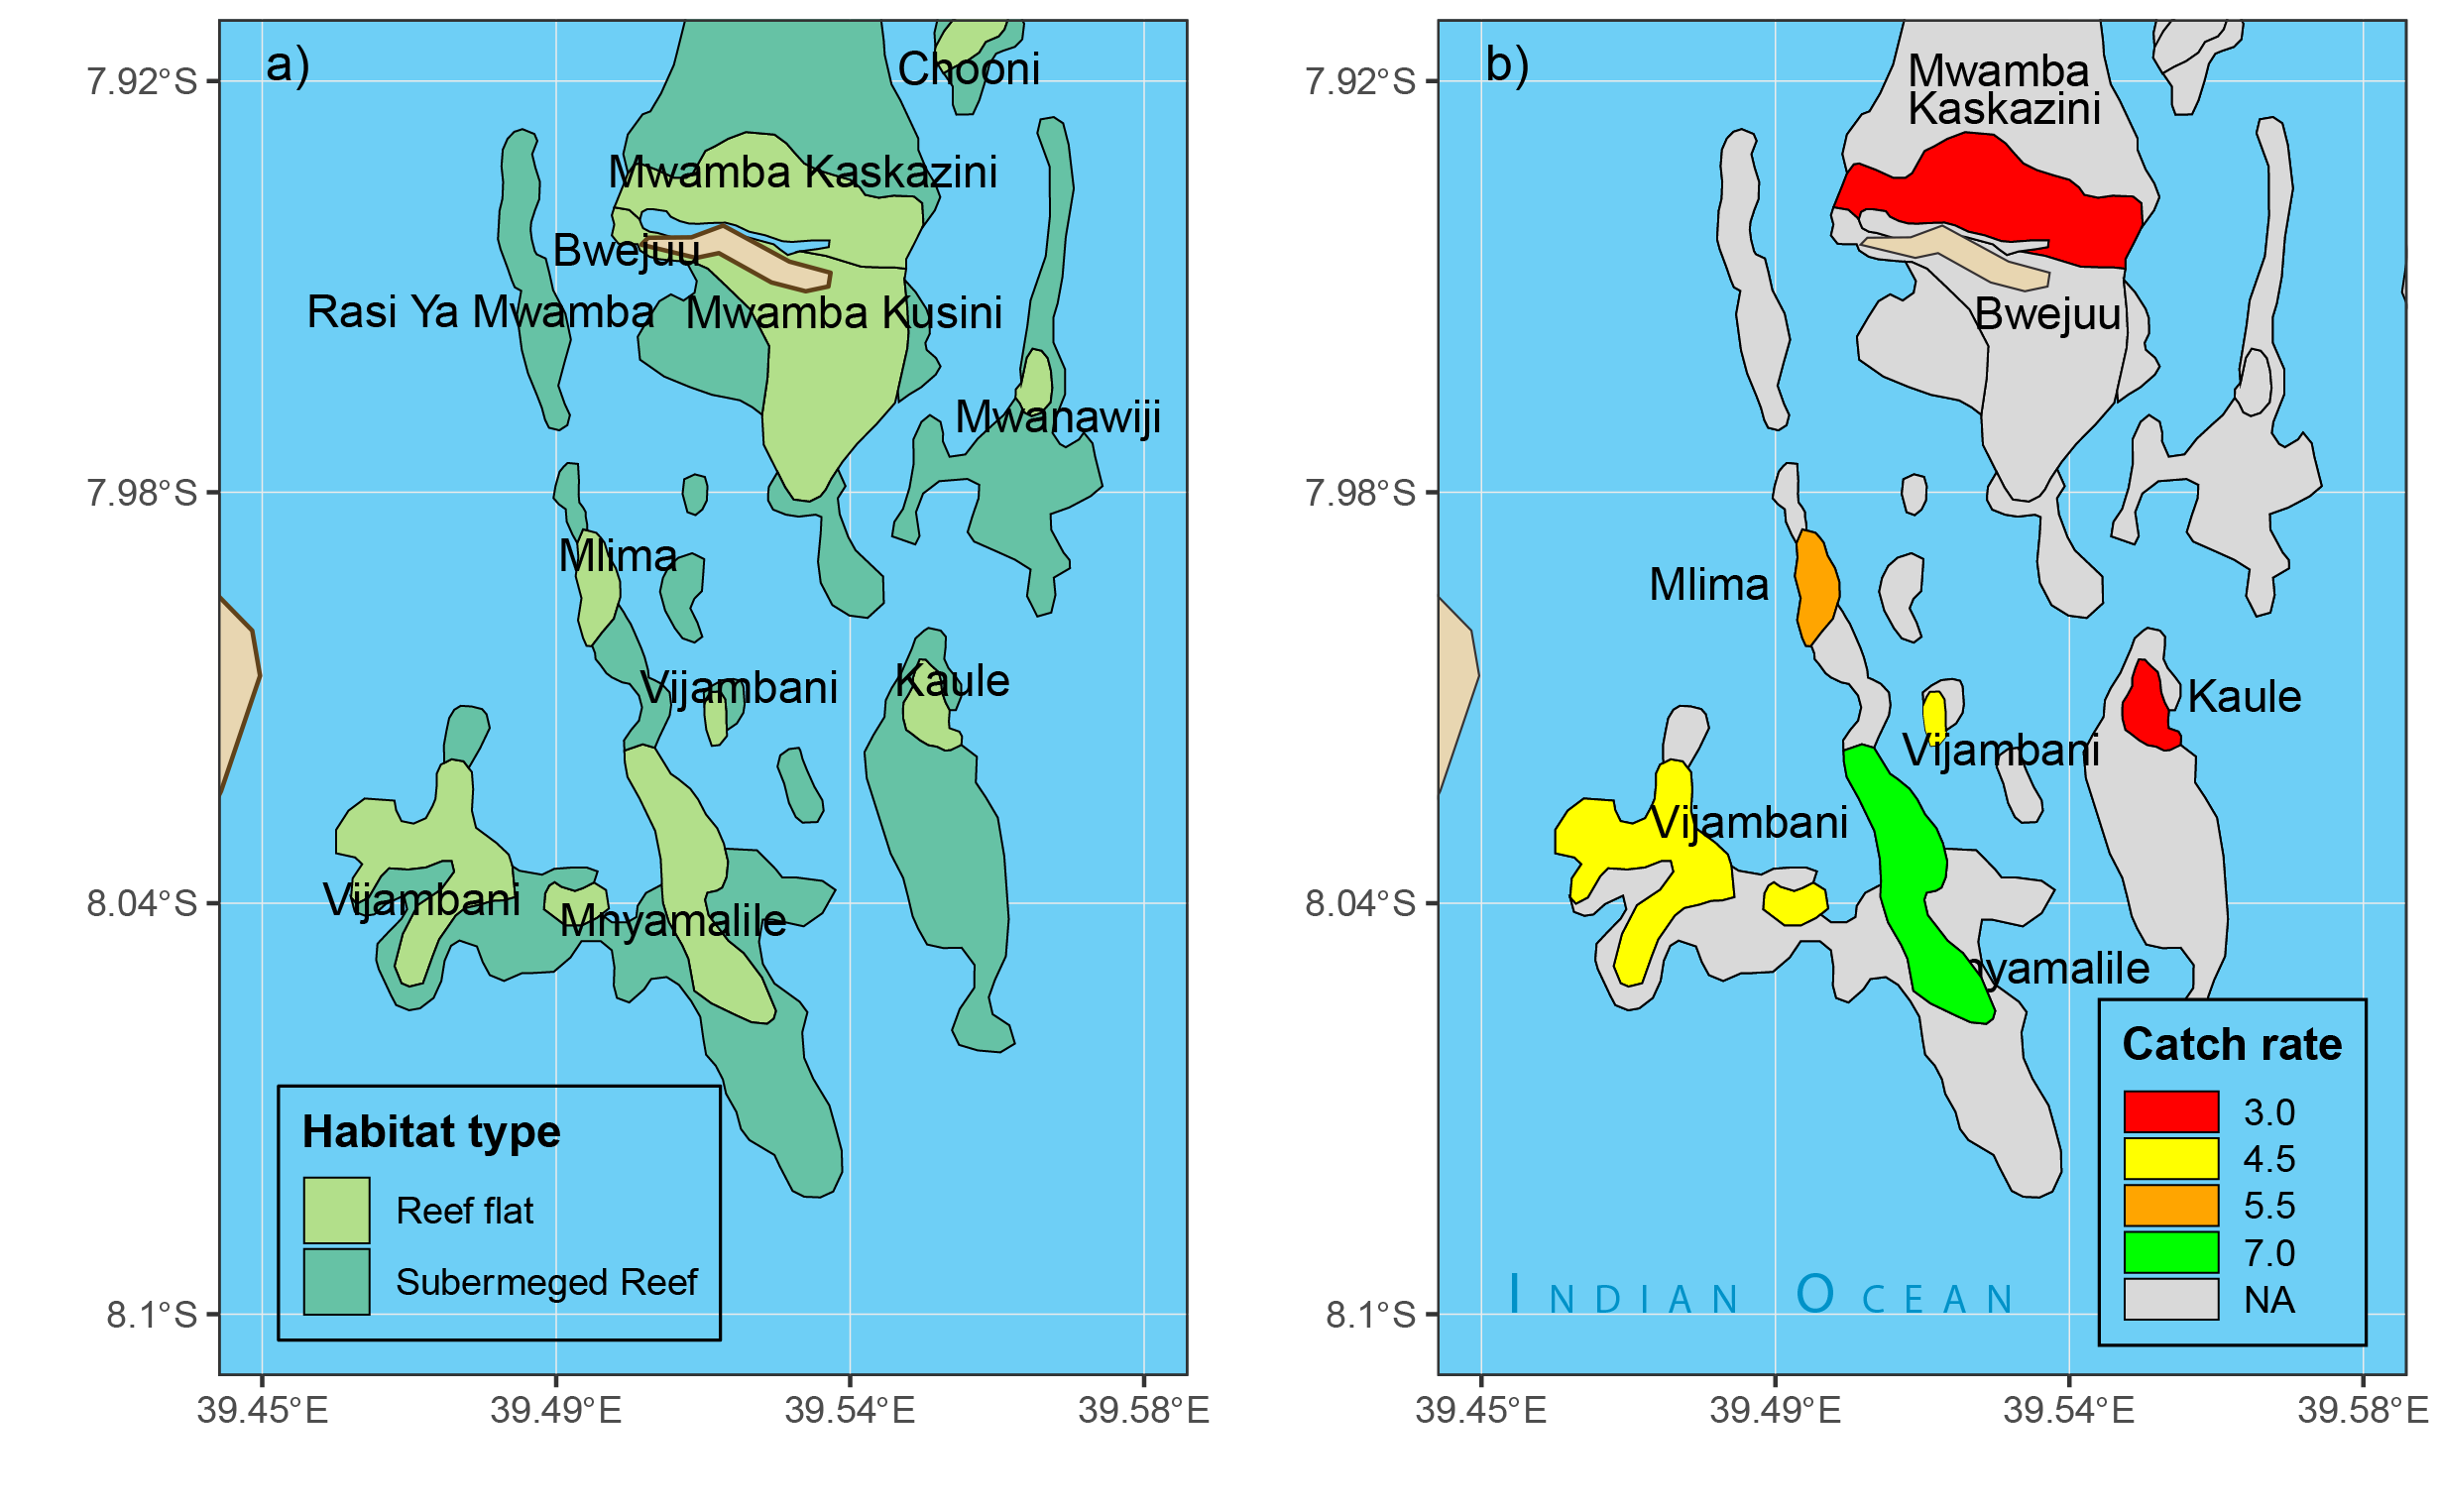 a)
Chooni
7.92°S
Mwamba Kaskazini
Bwejuu
Rasi Ya Mwamba
Mwamba Kusini
Mwanawiji
7.98°S
Mlima
Vijambani
Kaule
Vijambani
8.04°S
Mnyamalile
Habitat type
Reef flat
Submermeged Reef
8.1°S
39.45°E
39.49°E
39.54°E
39.58°E
b)
Mwamba
Kaskazini
7.92°S
Bwejuu
7.98°S
Mlima
Kaule
Vijambani
Vijambani
8.04°S
nyamalile
Catch rate
3.0
4.5
5.5
7.0
NA
INDIAN OCEAN
8.1°S
39.45°E
39.49°E
39.54°E
39.58°E